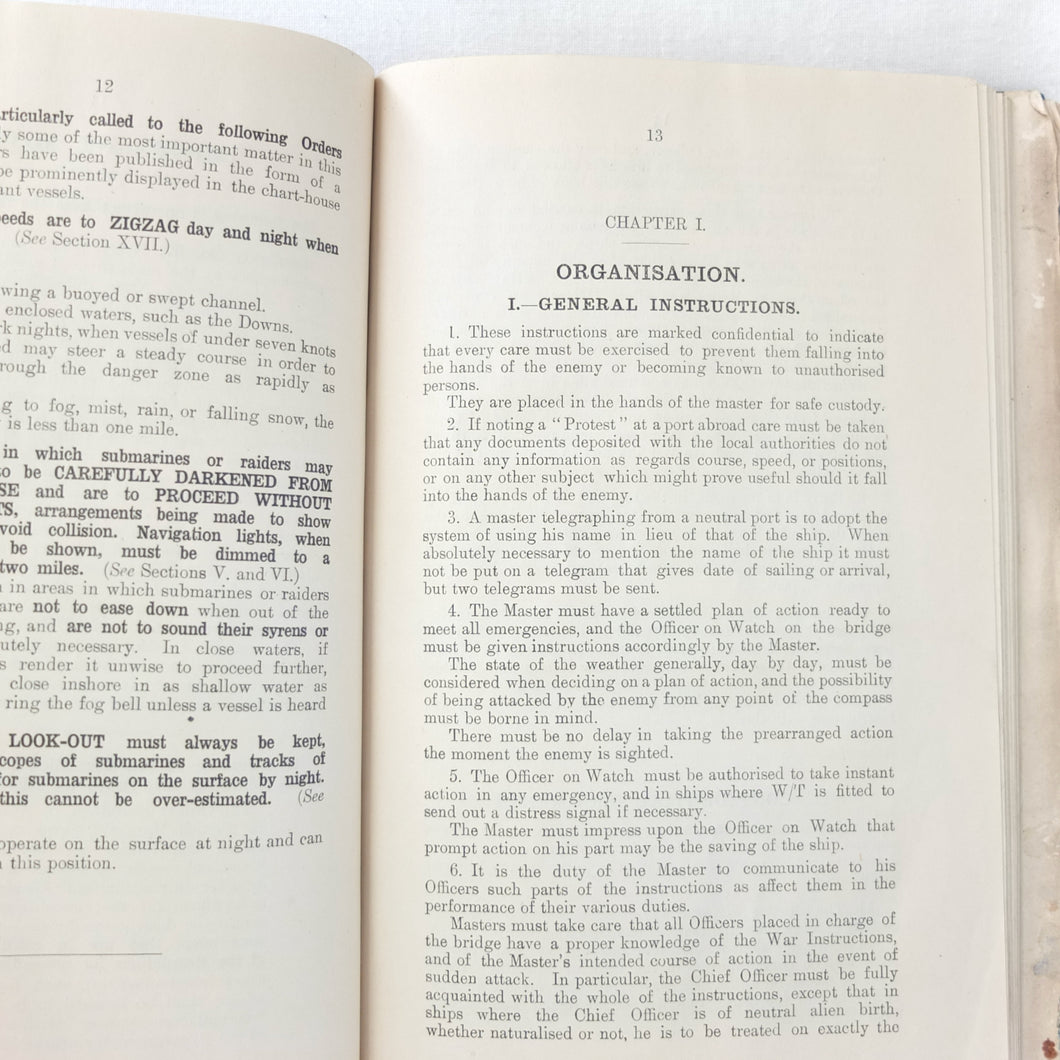 12
rticularly called to the following Orders
y some of the most important matter in this
s have been published in the form of a
be prominently displayed in the chart-house
ant vessels.
peeds are to ZIGZAG day and night when
(See Section XVII.)
wing a buoyed or swept channel.
enclosed waters, such as the Downs.
rk nights, when vessels of under seven knots
d may steer a steady course in order to
rough the danger zone as rapidly as
g to fog, mist, rain, or falling snow, the
is less than one mile.
in which submarines or raiders may
to be CAREFULLY DARKENED FROM
SE and are to PROCEED WITHOUT
TS, arrangements being made to show
void collision. Navigation lights, when
be shown, must be dimmed to a
two miles. (See Sections V. and VI.)
in areas in which submarines or raiders
are not to ease down when out of the
ng, and are not to sound their syrens or
utely necessary. In close waters, if
s render it unwise to proceed further,
close inshore in as shallow water as
ring the fog bell unless a vessel is heard
LOOK-OUT must always be kept,
copes of submarines and tracks of
for submarines on the surface by night.
this cannot be over-estimated. (See
operate on the surface at night and can
this position.
13
CHAPTER I.
ORGANISATION.
I.—GENERAL INSTRUCTIONS.
1. These instructions are marked confidential to indicate
that every care must be exercised to prevent them falling into
the hands of the enemy or becoming known to unauthorised
persons.
They are placed in the hands of the master for safe custody.
2. If noting a "Protest" at a port abroad care must be taken
that any documents deposited with the local authorities do not
contain any information as regards course, speed, or positions,
or on any other subject which might prove useful should it fall
into the hands of the enemy.
3. A master telegraphing from a neutral port is to adopt the
system of using his name in lieu of that of the ship. When
absolutely necessary to mention the name of the ship it must
not be put on a telegram that gives date of sailing or arrival,
but two telegrams must be sent.
4. The Master must have a settled plan of action ready to
meet all emergencies, and the Officer on Watch on the bridge
must be given instructions accordingly by the Master.
The state of the weather generally, day by day, must be
considered when deciding on a plan of action, and the possibility
of being attacked by the enemy from any point of the compass
must be borne in mind.
There must be no delay in taking the prearranged action
the moment the enemy is sighted.
5. The Officer on Watch must be authorised to take instant
action in any emergency, and in ships where W/T is fitted to
send out a distress signal if necessary.
The Master must impress upon the Officer on Watch that
prompt action on his part may be the saving of the ship.
6. It is the duty of the Master to communicate to his
Officers such parts of the instructions as affect them in the
performance of their various duties.
Masters must take care that all Officers placed in charge of
the bridge have a proper knowledge of the War Instructions,
and of the Master's intended course of action in the event of
sudden attack. In particular, the Chief Officer must be fully
acquainted with the whole of the instructions, except that in
ships where the Chief Officer is of neutral alien birth,
whether naturalised or not, he is to be treated on exactly the